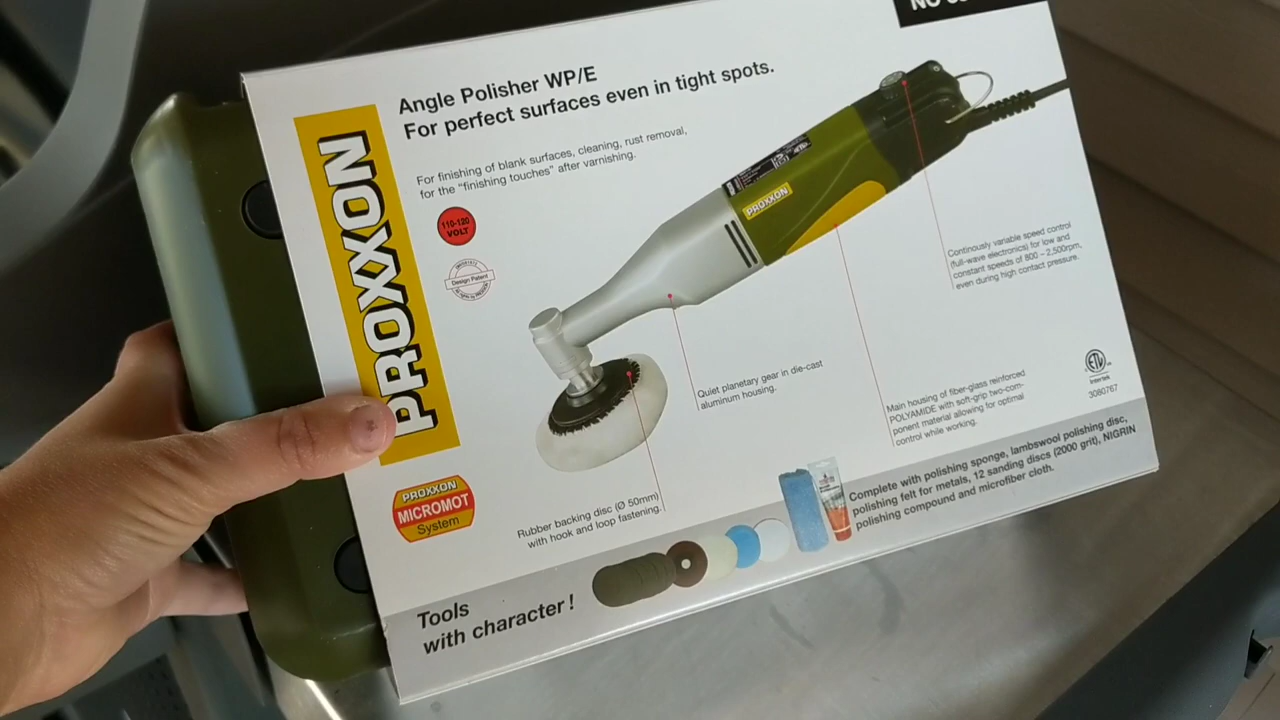 NO
Angle Polisher WP/E
For perfect surfaces even in tight spots.
For finishing of blank surfaces, cleaning, rust removal,
for the "finishing touches" after varnishing.
PROXXON
110-120
VOLT
Design Patent
PROXXON
Continously variable speed control
(full-wave electronics) for low and
constant speeds of 800 – 2,500rpm,
even during high contact pressure.
Quiet planetary gear in die-cast
aluminum housing.
Main housing of fiber-glass reinforced
POLYAMIDE with soft-grip two-com-
ponent material allowing for optimal
control while working.
ETL
Intertek
3080767
PROXXON
MICROMOT
System
Rubber backing disc (Ø 50mm)
with hook and loop fastening.
Complete with polishing sponge, lambswool polishing disc,
polishing felt for metals, 12 sanding discs (2000 grit), NIGRIN
polishing compound and microfiber cloth.
Tools
with character !